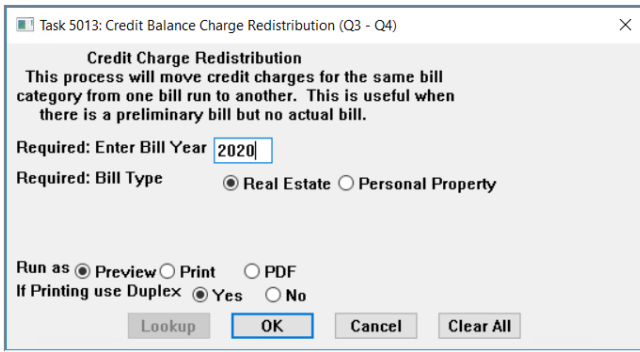 Task 5013: Credit Balance Charge Redistribution (Q3 - Q4)
Credit Charge Redistribution
This process will move credit charges for the same bill
category from one bill run to another. This is useful when
there is a preliminary bill but no actual bill.
Required: Enter Bill Year 2020
Required: Bill Type Real Estate Personal Property
Run as Preview Print PDF
If Printing use Duplex Yes No
Lookup OK Cancel Clear All